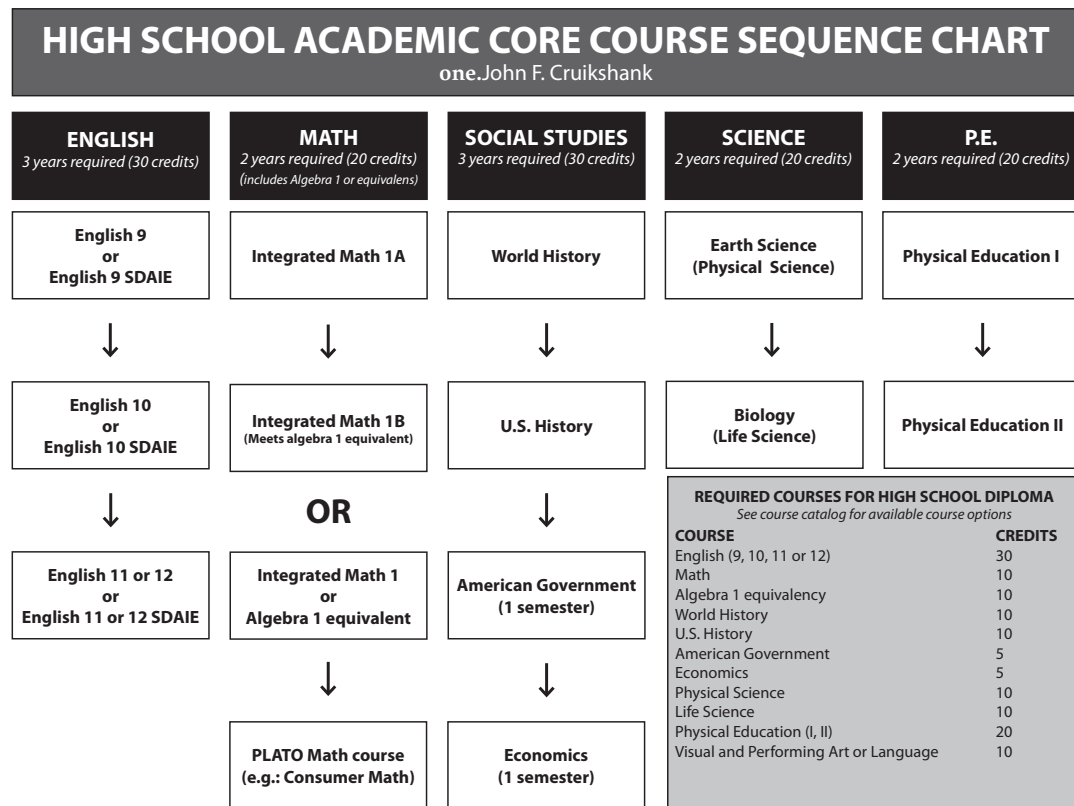 HIGH SCHOOL ACADEMIC CORE COURSE SEQUENCE CHART
one.John F. Cruikshank
ENGLISH
3 years required (30 credits)
MATH
2 years required (20 credits)
(includes Algebra 1 or equivalens)
SOCIAL STUDIES
3 years required (30 credits)
SCIENCE
2 years required (20 credits)
P.E.
2 years required (20 credits)
English 9
or
English 9 SDAIE
Integrated Math 1A
World History
Earth Science
(Physical Science)
Physical Education I
English 10
or
English 10 SDAIE
Integrated Math 1B
(Meets algebra 1 equivalent)
U.S. History
Biology
(Life Science)
Physical Education II
OR
English 11 or 12
or
English 11 or 12 SDAIE
Integrated Math 1
or
Algebra 1 equivalent
American Government
(1 semester)
PLATO Math course
(e.g.: Consumer Math)
Economics
(1 semester)
REQUIRED COURSES FOR HIGH SCHOOL DIPLOMA
See course catalog for available course options
COURSE CREDITS
English (9, 10, 11 or 12) 30
Math 10
Algebra 1 equivalency 10
World History 10
U.S. History 10
American Government 5
Economics 5
Physical Science 10
Life Science 10
Physical Education (I, II) 20
Visual and Performing Art or Language 10